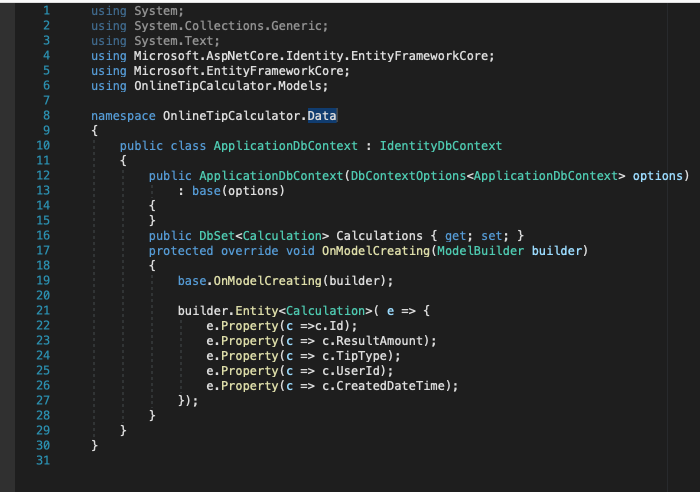 1 using System;
2 using System.Collections.Generic;
3 using System.Text;
4 using Microsoft.AspNetCore.Identity.EntityFrameworkCore;
5 using Microsoft.EntityFrameworkCore;
6 using OnlineTipCalculator.Models;
7
8 namespace OnlineTipCalculator.Data
9 {
10 public class ApplicationDbContext : IdentityDbContext
11 {
12 public ApplicationDbContext(DbContextOptions<ApplicationDbContext> options)
13 : base(options)
14 {
15 }
16 public DbSet<Calculation> Calculations { get; set; }
17 protected override void OnModelCreating(ModelBuilder builder)
18 {
19 base.OnModelCreating(builder);
20
21 builder.Entity<Calculation>( e => {
22 e.Property(c =>c.Id);
23 e.Property(c => c.ResultAmount);
24 e.Property(c => c.TipType);
25 e.Property(c => c.UserId);
26 e.Property(c => c.CreatedDateTime);
27 });
28 }
29 }
30 }
31